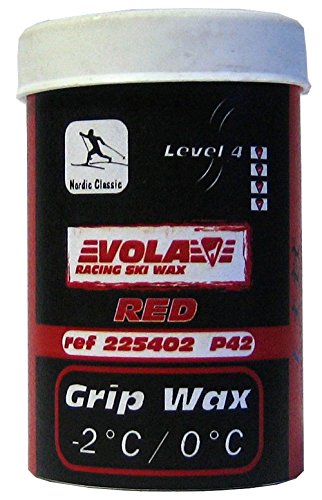 Level 4
Nordic Classic
VOLA
RACING SKI WAX
RED
ref 225402 P42
Grip Wax
-2°C / 0°C